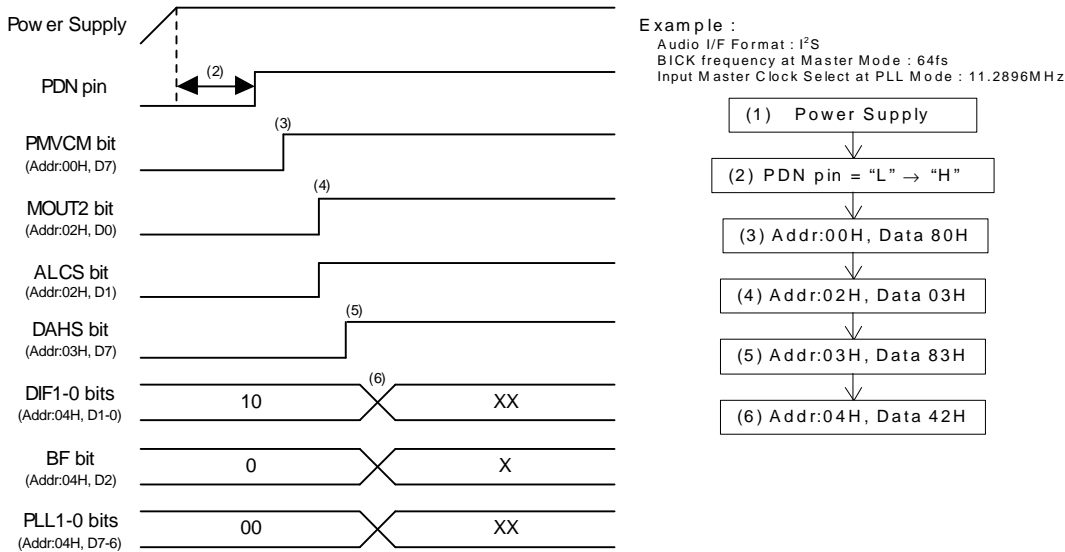 Power Supply
PDN pin
(2)
PMVCM bit
(Addr:00H, D7)
(3)
MOUT2 bit
(Addr:02H, D0)
(4)
ALCS bit
(Addr:02H, D1)
DAHS bit
(Addr:03H, D7)
(5)
DIF1-0 bits
(Addr:04H, D1-0)
10
(6)
XX
BF bit
(Addr:04H, D2)
0
X
PLL1-0 bits
(Addr:04H, D7-6)
00
XX
Example :
Audio I/F Format : I²S
BICK frequency at Master Mode : 64fs
Input Master Clock Select at PLL Mode : 11.2896MHz
(1) Power Supply
(2) PDN pin = “L” → “H”
(3) Addr:00H, Data 80H
(4) Addr:02H, Data 03H
(5) Addr:03H, Data 83H
(6) Addr:04H, Data 42H